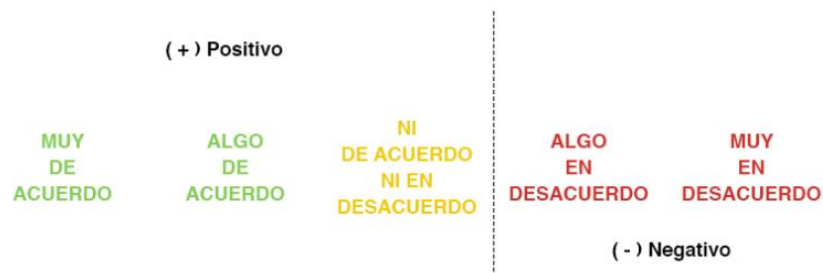 ( + ) Positivo
MUY
DE
ACUERDO
ALGO
DE
ACUERDO
NI
DE ACUERDO
NI EN
DESACUERDO
ALGO
EN
DESACUERDO
MUY
EN
DESACUERDO
( - ) Negativo